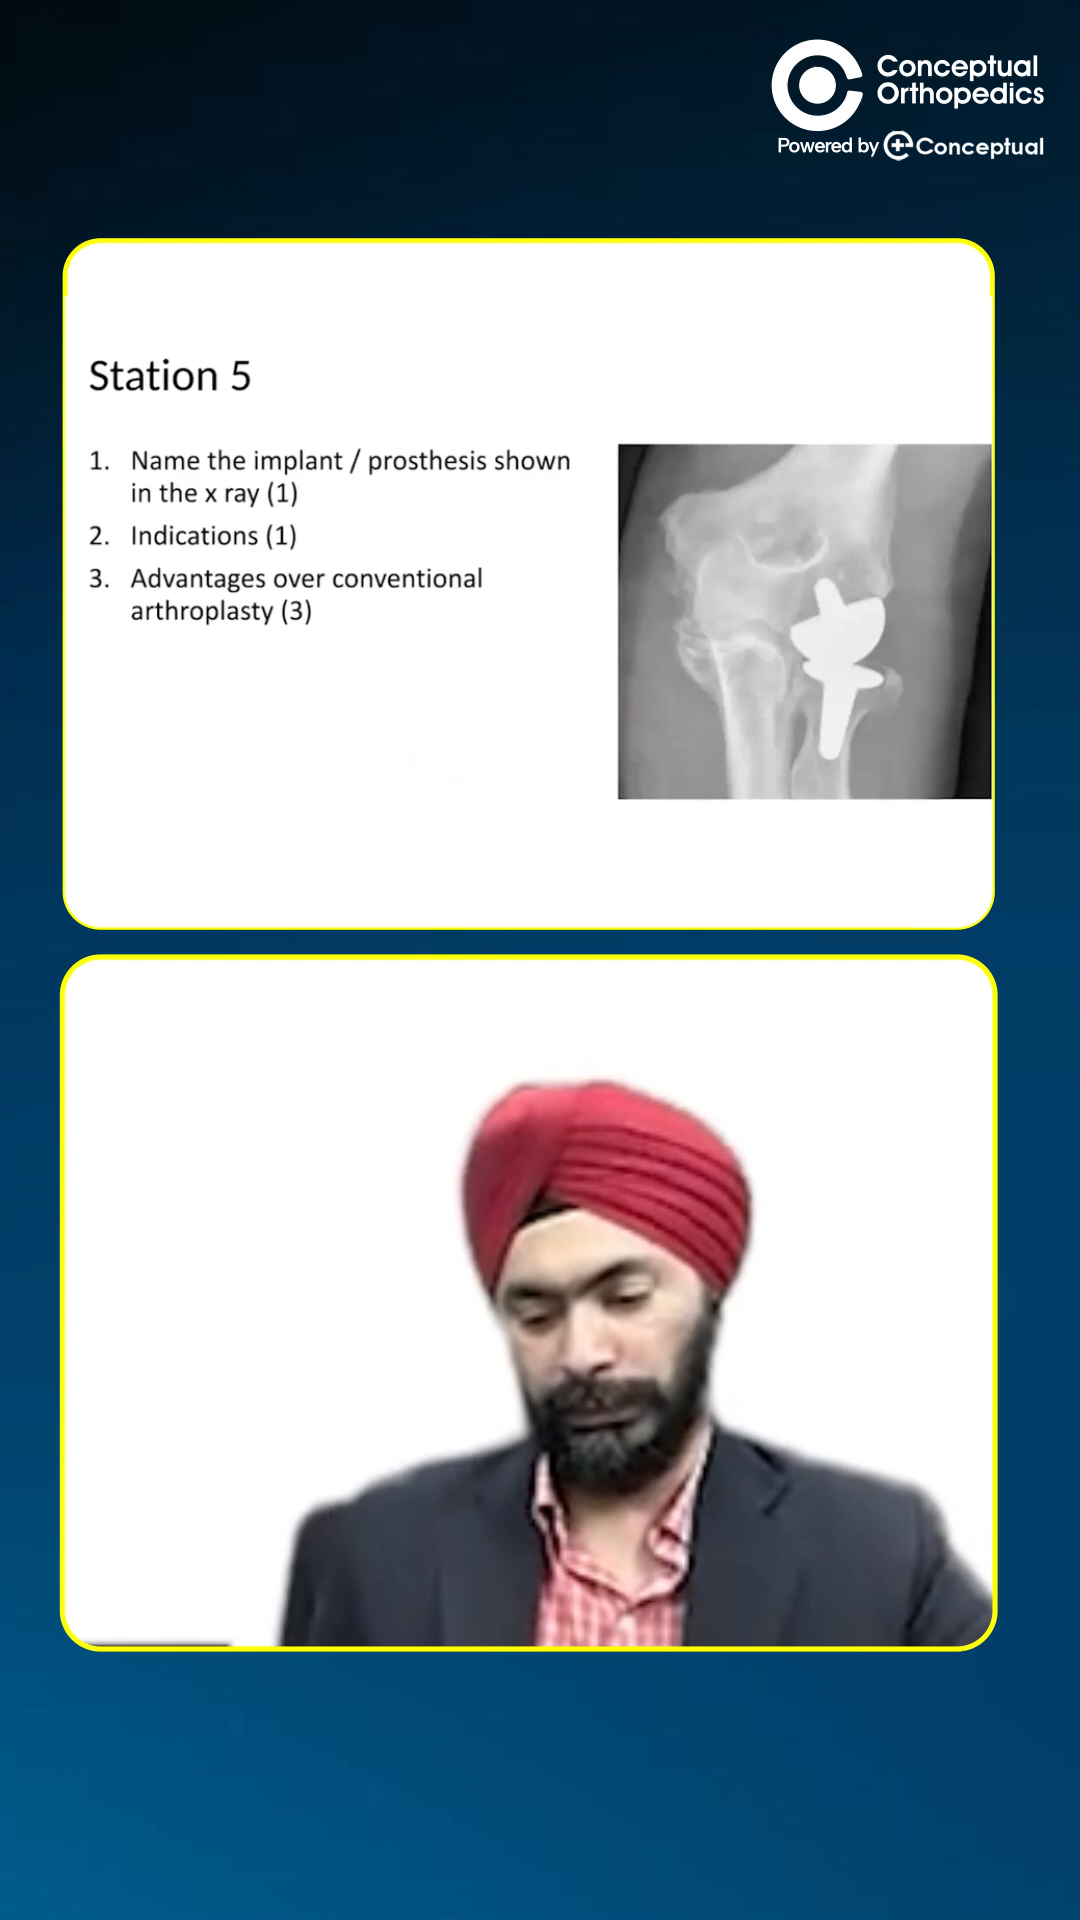 Conceptual
Orthopedics
Powered by Conceptual
Station 5
1. Name the implant / prosthesis shown
in the x ray (1)
2. Indications (1)
3. Advantages over conventional
arthroplasty (3)